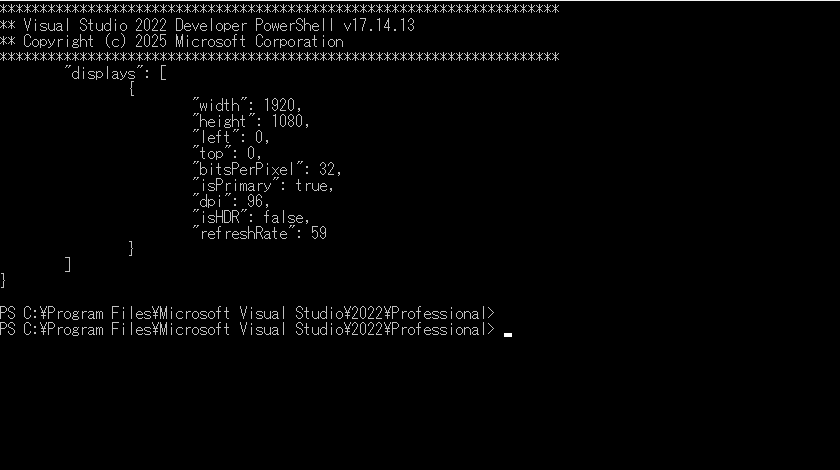 **********************************************************************
** Visual Studio 2022 Developer PowerShell v17.14.13
** Copyright (c) 2025 Microsoft Corporation
**********************************************************************
        "displays": [
                {
                        "width": 1920,
                        "height": 1080,
                        "left": 0,
                        "top": 0,
                        "bitsPerPixel": 32,
                        "isPrimary": true,
                        "dpi": 96,
                        "isHDR": false,
                        "refreshRate": 59
                }
        ]
}
PS C:¥Program Files¥Microsoft Visual Studio¥2022¥Professional>
PS C:¥Program Files¥Microsoft Visual Studio¥2022¥Professional>